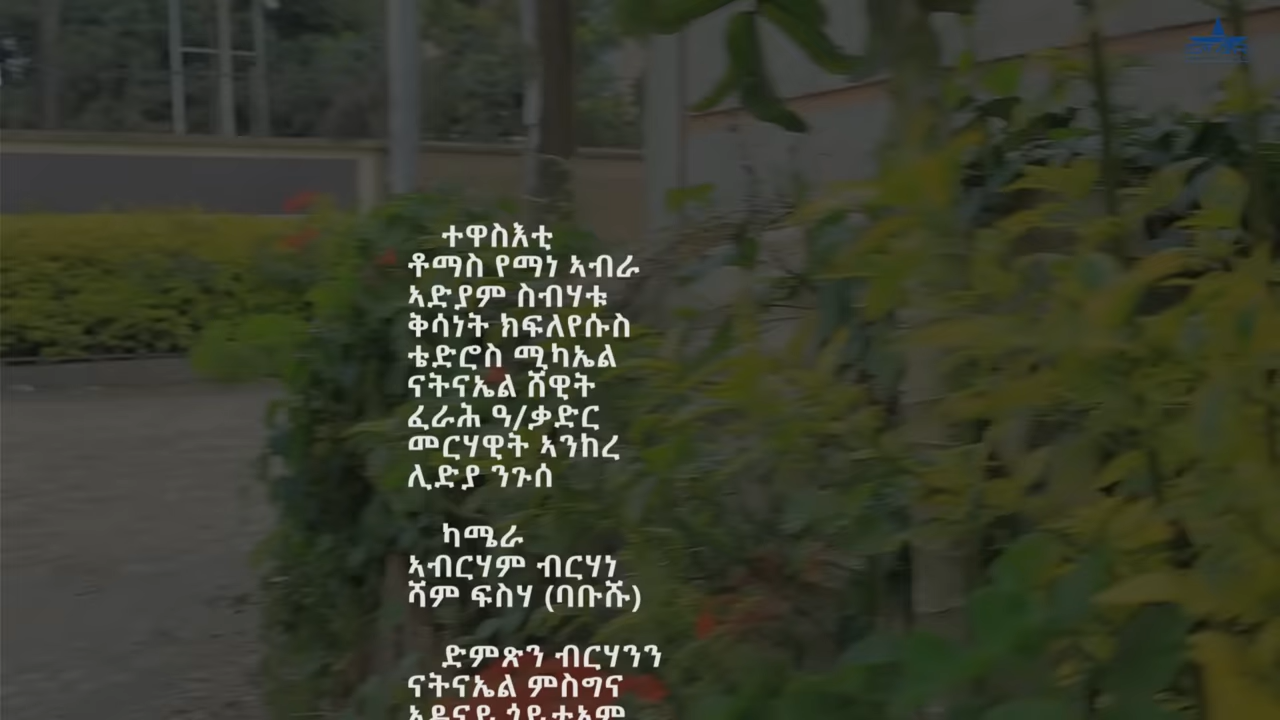 ተዋስእቲ
ቶማስ የማነ ኣብራ
ኣድያም ስብሃቱ
ቅሳነት ክፍለየሱስ
ቴድሮስ ሚካኤል
ናትናኤል ሸዊት
ፈራሕ ዓ/ቃድር
መርሃዊት ኣንከረ
ሊድያ ንጉሰ
ካሜራ
ኣብርሃም ብርሃነ
ሻም ፍስሃ (ባቡሹ)
ድምጽን ብርሃንን
ናትናኤል ምስግና